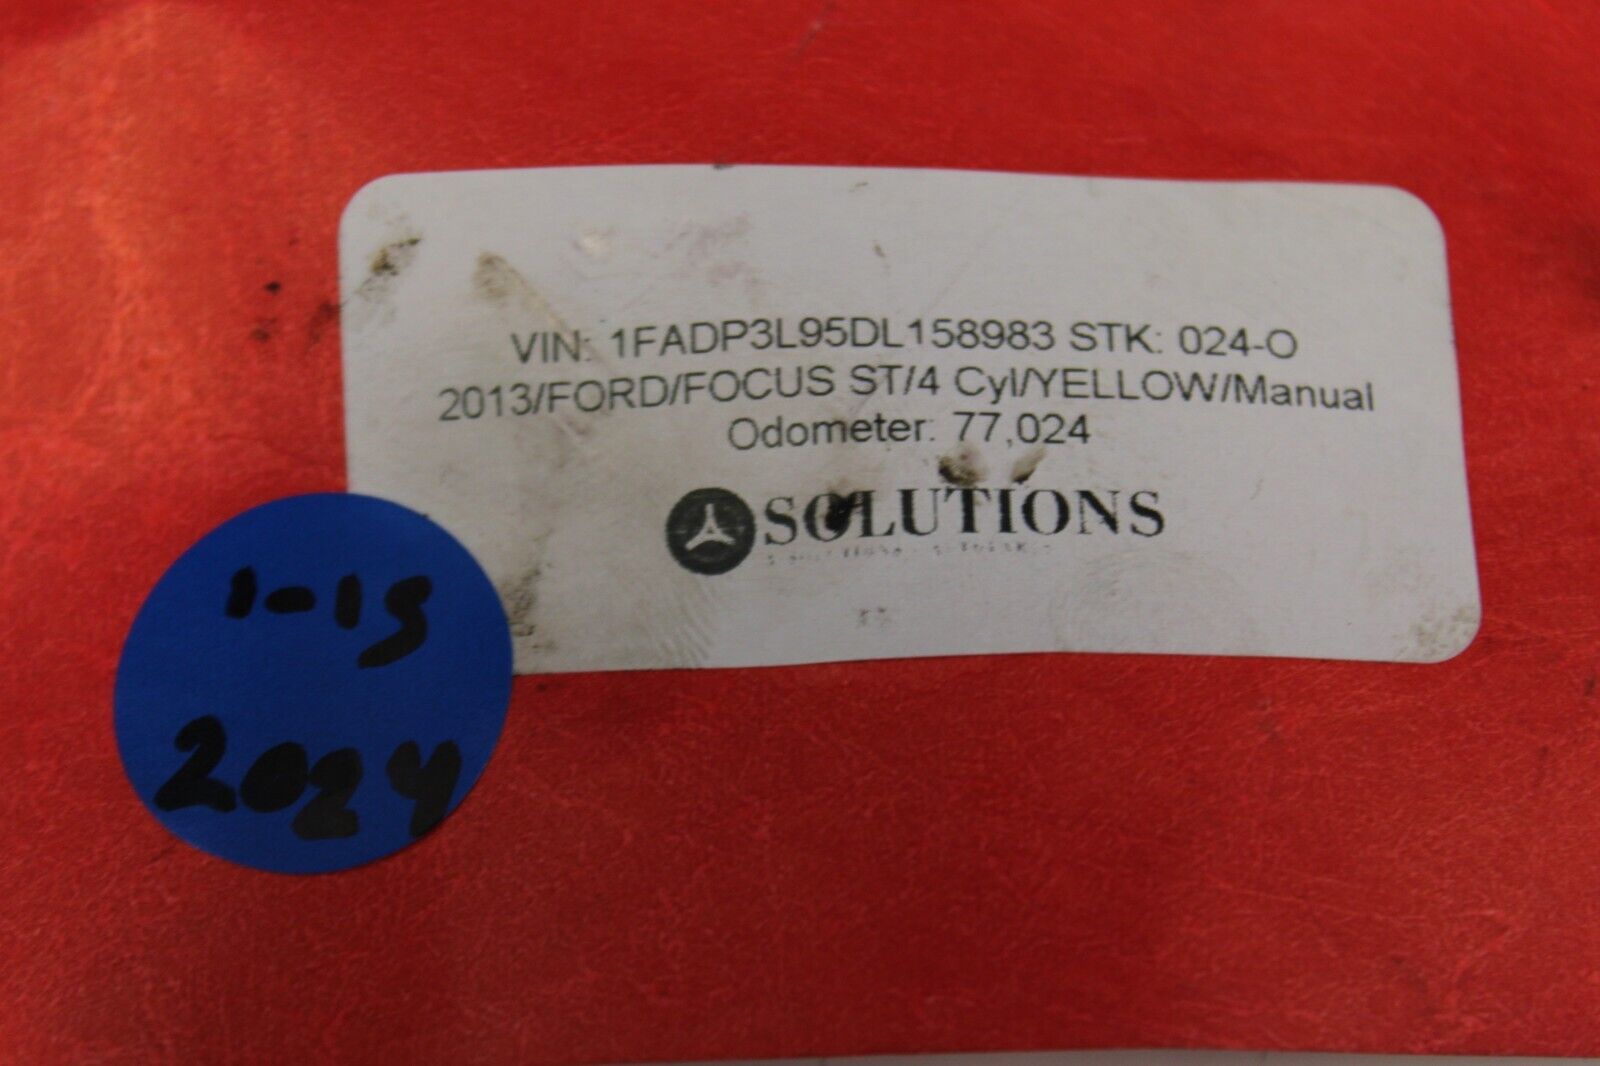 VIN: 1FADP3L95DL158983 STK: 024-O
2013/FORD/FOCUS ST/4 Cyl/YELLOW/Manual
Odometer: 77,024
SOLUTIONS
1-15
2024